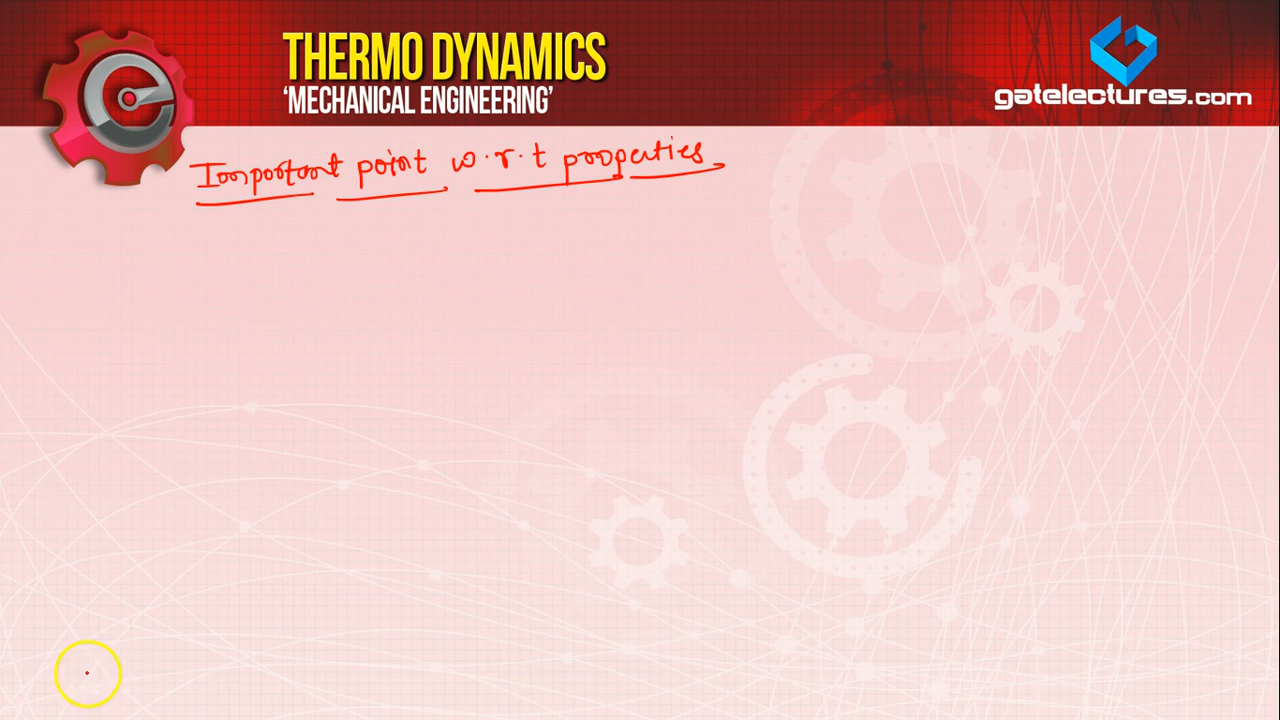 THERMO DYNAMICS
'MECHANICAL ENGINEERING'
gatelectures.com
Important point w.r.t properties